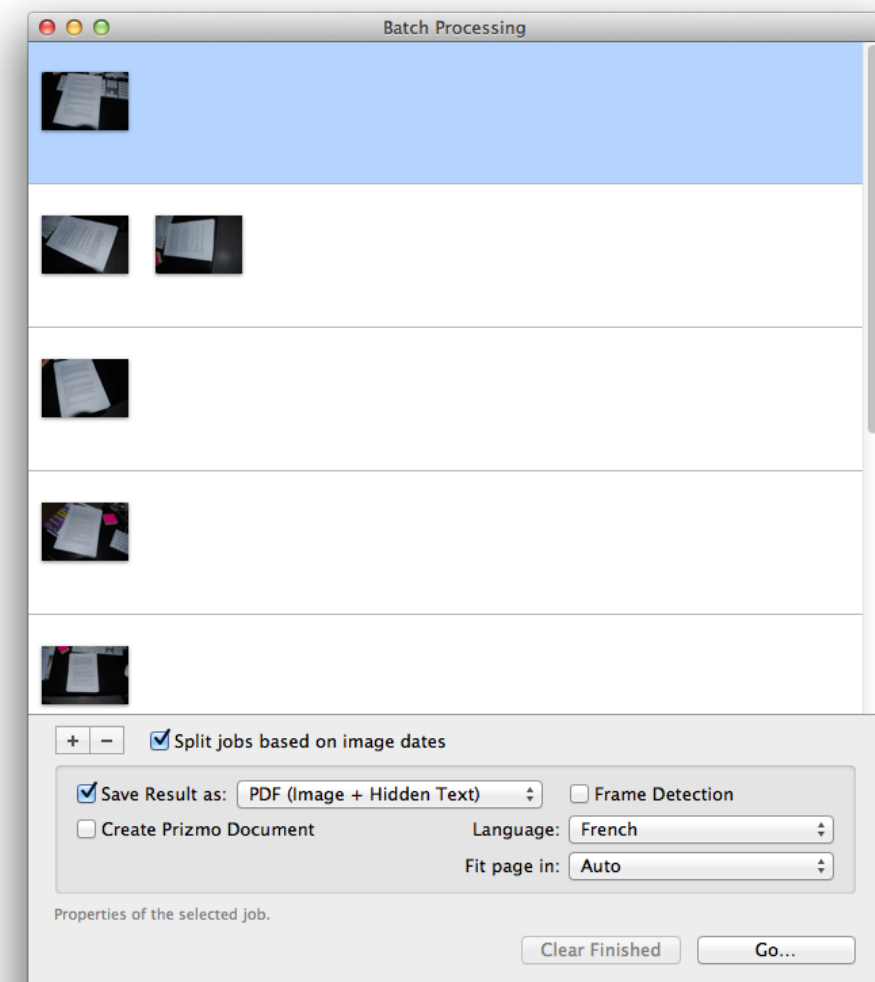 Batch Processing
+ − Split jobs based on image dates
Save Result as: PDF (Image + Hidden Text) Frame Detection
Create Prizmo Document Language: French
Fit page in: Auto
Properties of the selected job.
Clear Finished Go...